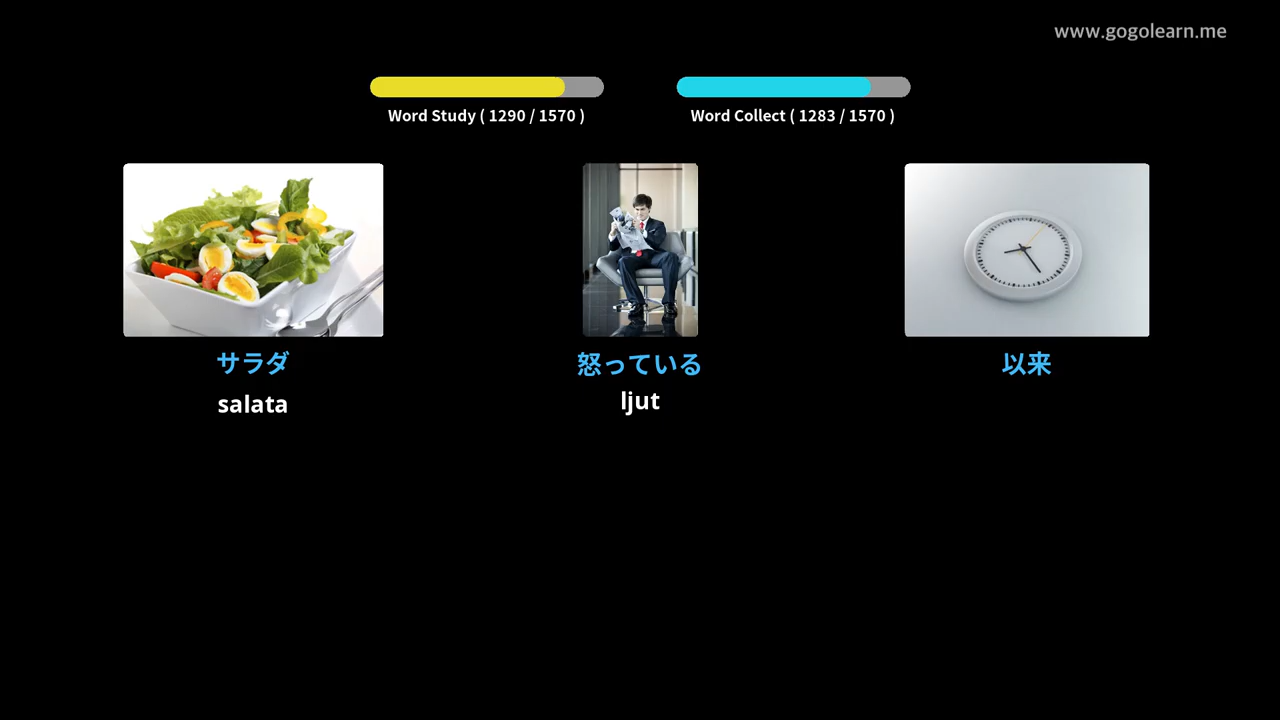 www.gogolearn.me
Word Study ( 1290 / 1570 )
Word Collect ( 1283 / 1570 )
サラダ
salata
怒っている
ljut
以来